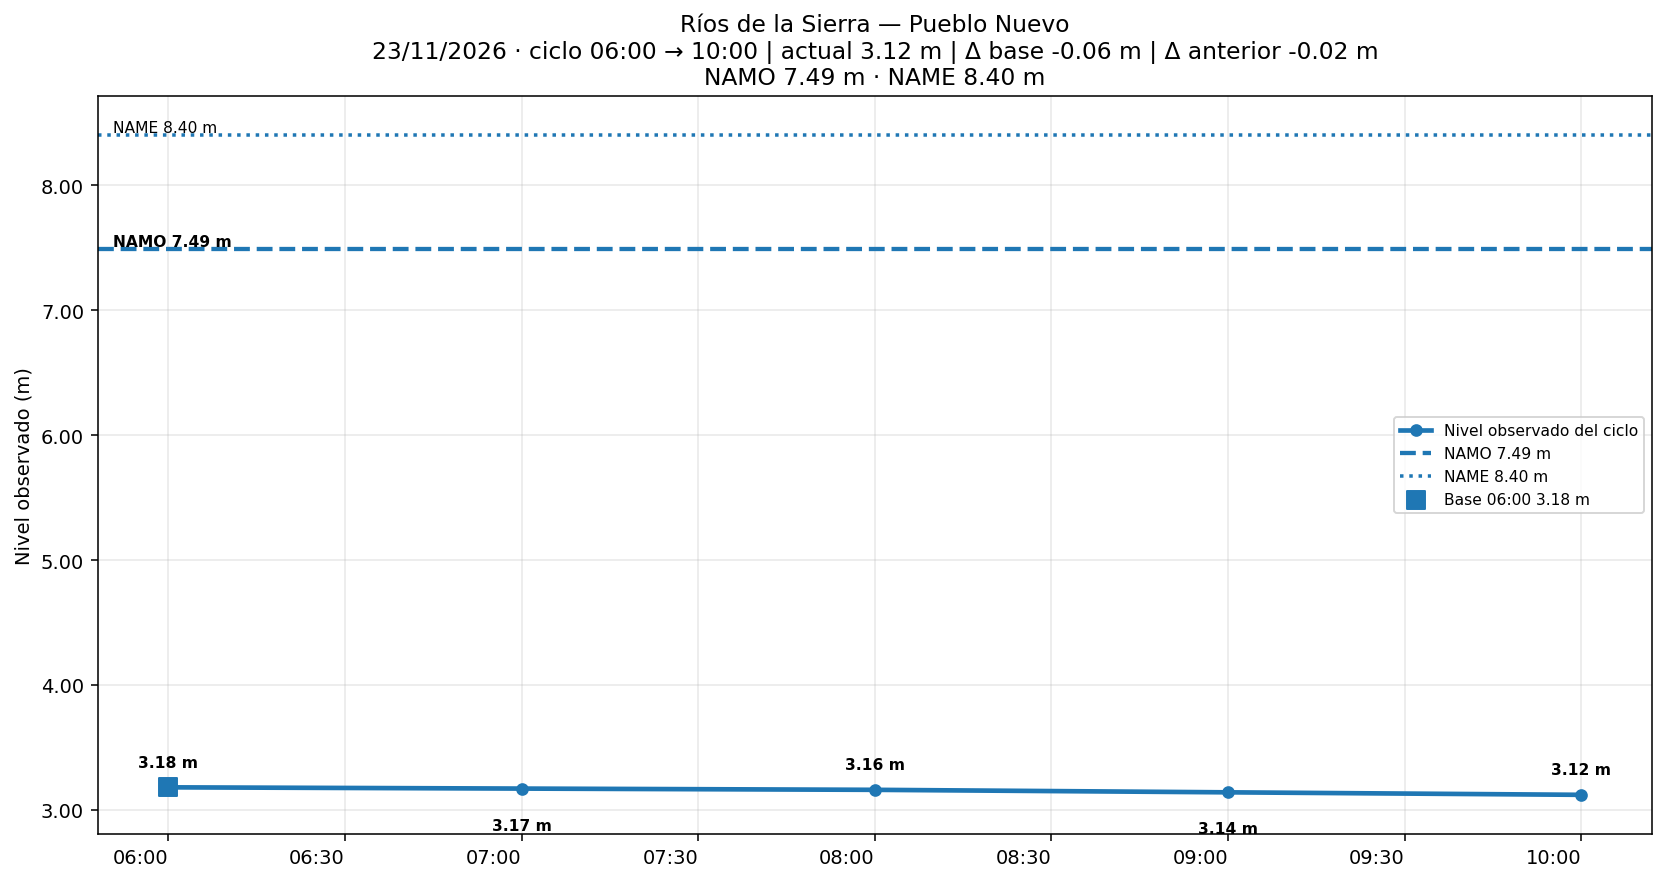 Ríos de la Sierra — Pueblo Nuevo
23/11/2026 · ciclo 06:00 → 10:00 | actual 3.12 m | Δ base -0.06 m | Δ anterior -0.02 m
NAMO 7.49 m · NAME 8.40 m
NAME 8.40 m
8.00
NAMO 7.49 m
7.00
6.00
Nivel observado (m)
Nivel observado del ciclo
NAMO 7.49 m
NAME 8.40 m
Base 06:00 3.18 m
5.00
4.00
3.18 m
3.16 m
3.12 m
3.00
3.17 m
3.14 m
06:00
06:30
07:00
07:30
08:00
08:30
09:00
09:30
10:00